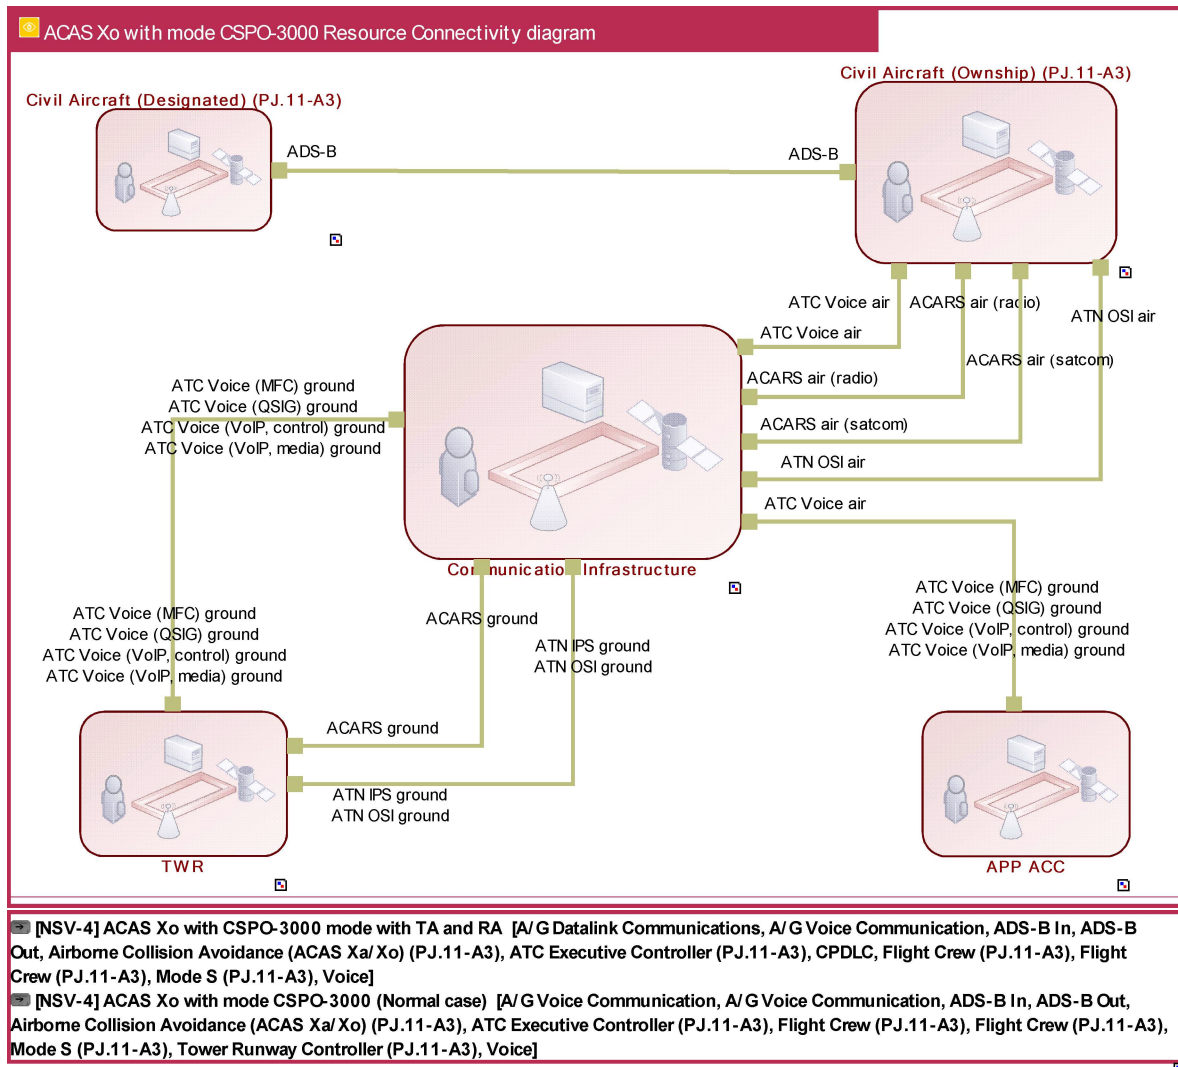 ACAS Xo with mode CSPO-3000 Resource Connectivity diagram
Civil Aircraft (Ownship) (PJ.11-A3)
Civil Aircraft (Designated) (PJ.11-A3)
ADS-B
ADS-B
ATC Voice air
ACARS air (radio)
ATN OSI air
ATC Voice air
ACARS air (satcom)
ACARS air (radio)
ATC Voice (MFC) ground
ATC Voice (QSIG) ground
ATC Voice (VoIP, control) ground
ATC Voice (VoIP, media) ground
ACARS air (satcom)
ATN OSI air
ATC Voice air
Communication Infrastructure
ATC Voice (MFC) ground
ATC Voice (QSIG) ground
ATC Voice (VoIP, control) ground
ATC Voice (VoIP, media) ground
ACARS ground
ATN IPS ground
ATN OSI ground
ATC Voice (MFC) ground
ATC Voice (QSIG) ground
ATC Voice (VoIP, control) ground
ATC Voice (VoIP, media) ground
ACARS ground
ATN IPS ground
ATN OSI ground
TWR
APP ACC
[NSV-4] ACAS Xo with CSPO-3000 mode with TA and RA [A/G Datalink Communications, A/G Voice Communication, ADS-B In, ADS-B
Out, Airborne Collision Avoidance (ACAS Xa/Xo) (PJ.11-A3), ATC Executive Controller (PJ.11-A3), CPDLC, Flight Crew (PJ.11-A3), Flight
Crew (PJ.11-A3), Mode S (PJ.11-A3), Voice]
[NSV-4] ACAS Xo with mode CSPO-3000 (Normal case) [A/G Voice Communication, A/G Voice Communication, ADS-B In, ADS-B Out,
Airborne Collision Avoidance (ACAS Xa/Xo) (PJ.11-A3), ATC Executive Controller (PJ.11-A3), Flight Crew (PJ.11-A3), Flight Crew (PJ.11-A3),
Mode S (PJ.11-A3), Tower Runway Controller (PJ.11-A3), Voice]